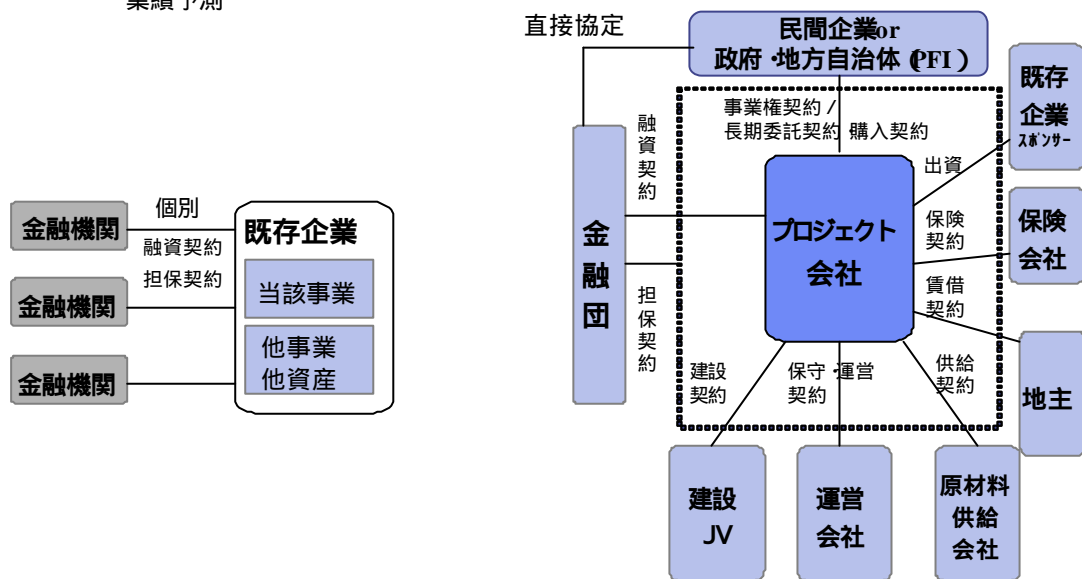 業績予測
直接協定
民間企業or
政府・地方自治体(PFI)
既存
企業
スポンサー
事業権契約/
長期委託契約・購入契約
融資契約
出資
個別
金融機関
融資契約
担保契約
既存企業
当該事業
他事業
他資産
金融機関
金融機関
金融団
プロジェクト
会社
保険
契約
保険
会社
賃借
契約
担保契約
地主
建設
契約
保守・運営
契約
供給
契約
建設
JV
運営
会社
原材料
供給
会社